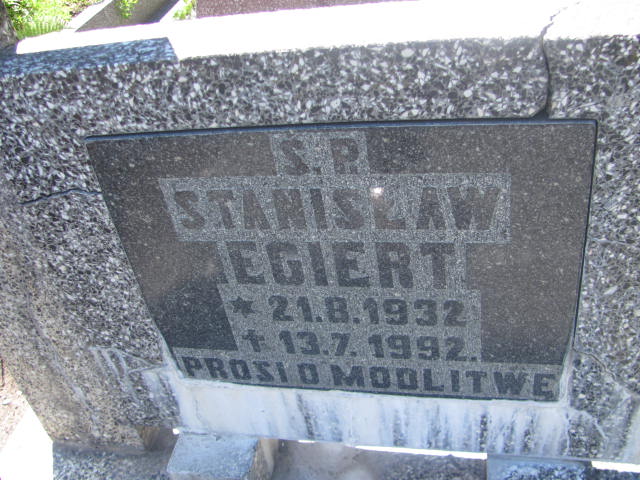 S.P.
STANISŁAW
EGIERT
* 21.8.1932
† 13.7.1992.
PROSI O MODLITWĘ